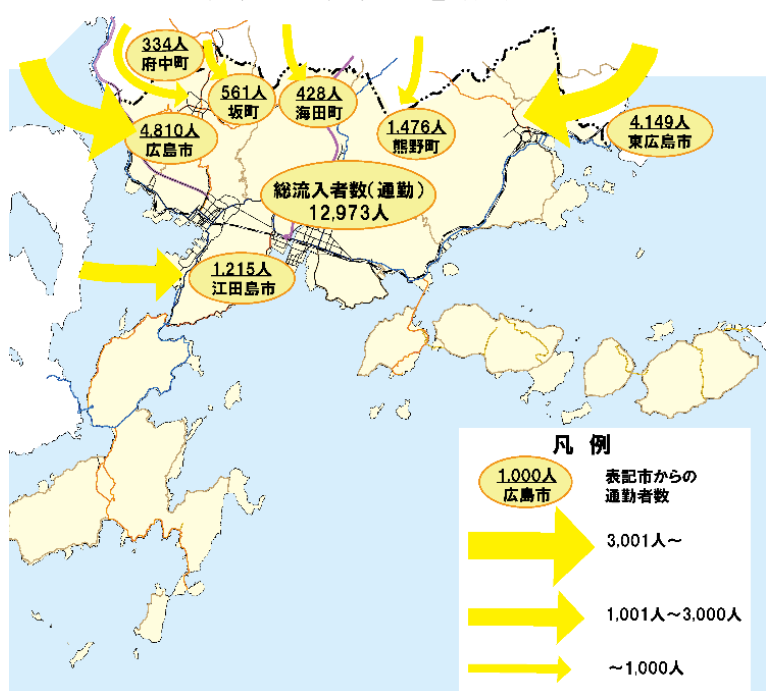 334人
府中町
561人
坂町
428人
海田町
1.476人
熊野町
4.149人
東広島市
4.810人
広島市
総流入者数(通勤)
12,973人
1.215人
江田島市
凡 例
1.000人
広島市
表記市からの
通勤者数
3,001人～
1,001人～3,000人
～1,000人